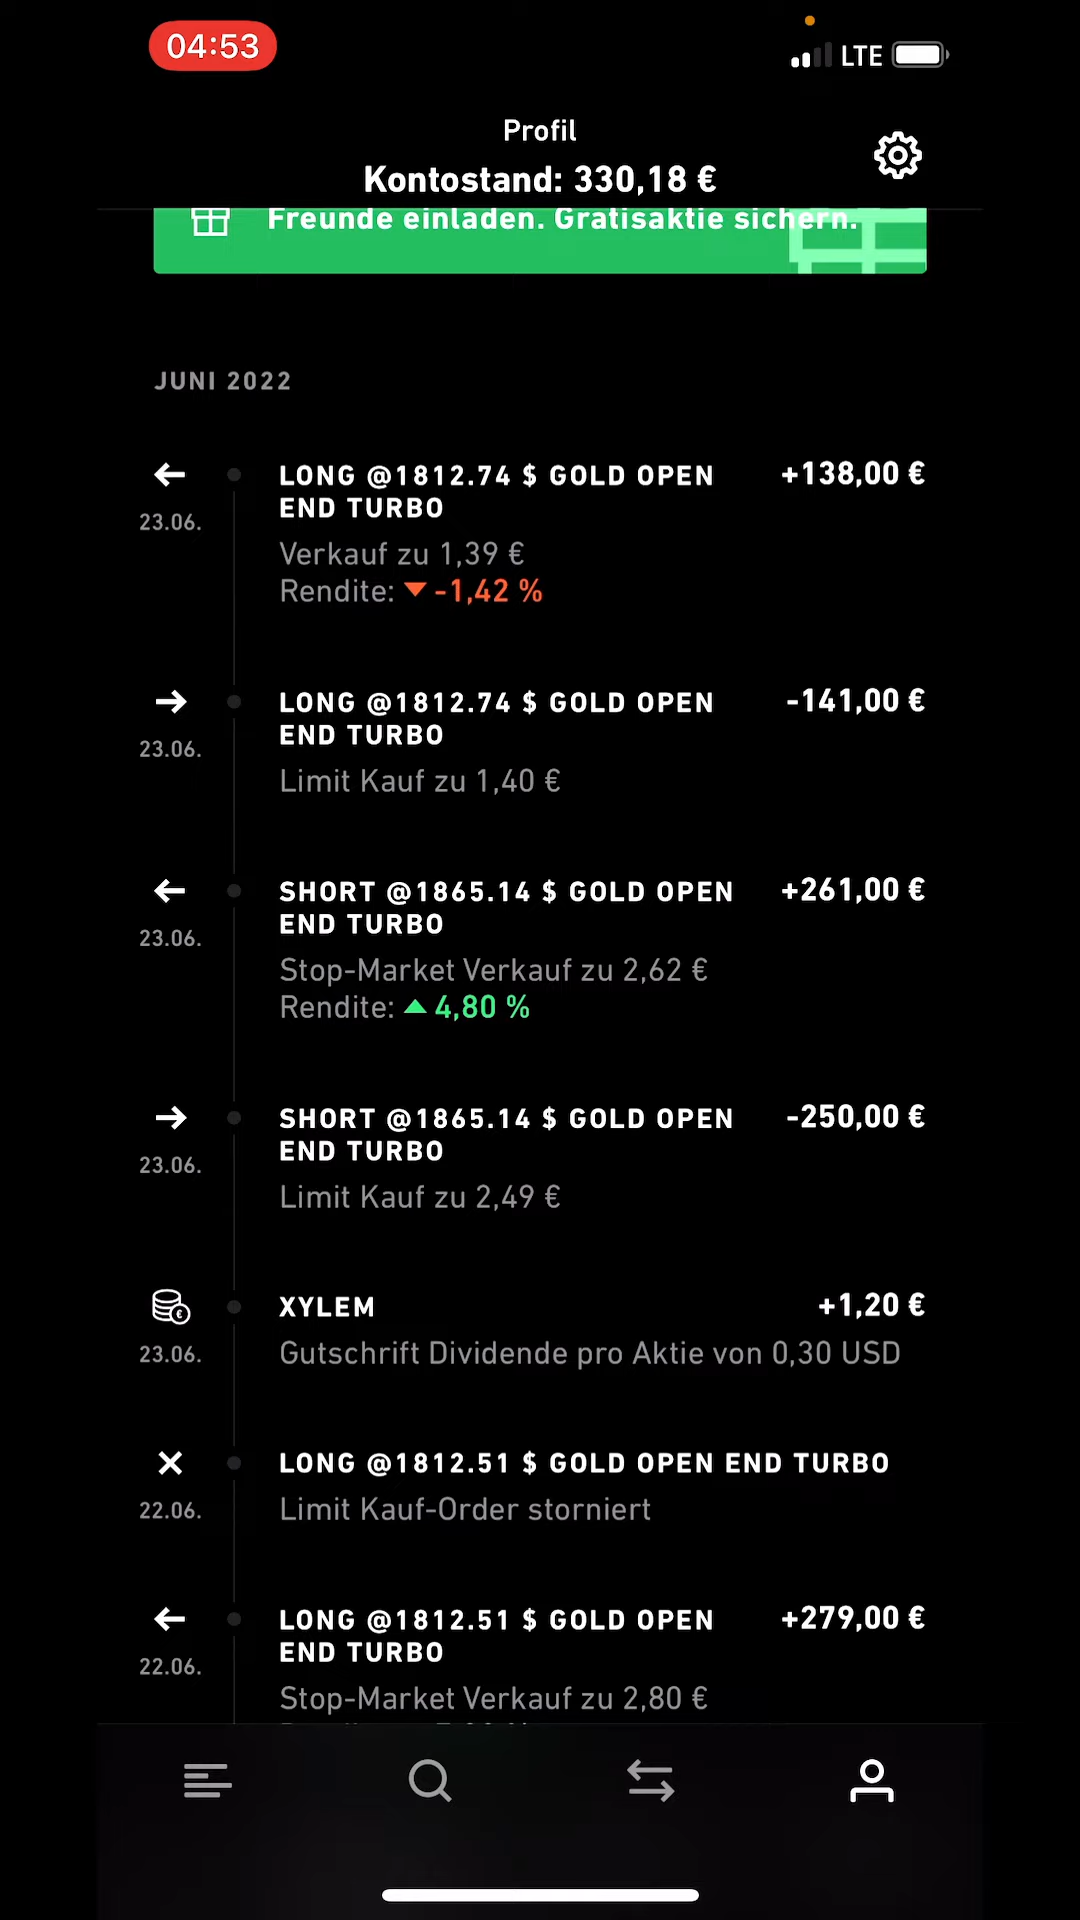 04:53
LTE
Profil
Kontostand: 330,18 €
Freunde einladen. Gratisaktie sichern.
JUNI 2022
LONG @1812.74 $ GOLD OPEN
END TURBO
+138,00 €
23.06.
Verkauf zu 1,39 €
Rendite: ▼ -1,42 %
LONG @1812.74 $ GOLD OPEN
END TURBO
-141,00 €
23.06.
Limit Kauf zu 1,40 €
SHORT @1865.14 $ GOLD OPEN
END TURBO
+261,00 €
23.06.
Stop-Market Verkauf zu 2,62 €
Rendite: ▲ 4,80 %
SHORT @1865.14 $ GOLD OPEN
END TURBO
-250,00 €
23.06.
Limit Kauf zu 2,49 €
XYLEM
+1,20 €
23.06.
Gutschrift Dividende pro Aktie von 0,30 USD
LONG @1812.51 $ GOLD OPEN END TURBO
22.06.
Limit Kauf-Order storniert
LONG @1812.51 $ GOLD OPEN
END TURBO
+279,00 €
22.06.
Stop-Market Verkauf zu 2,80 €